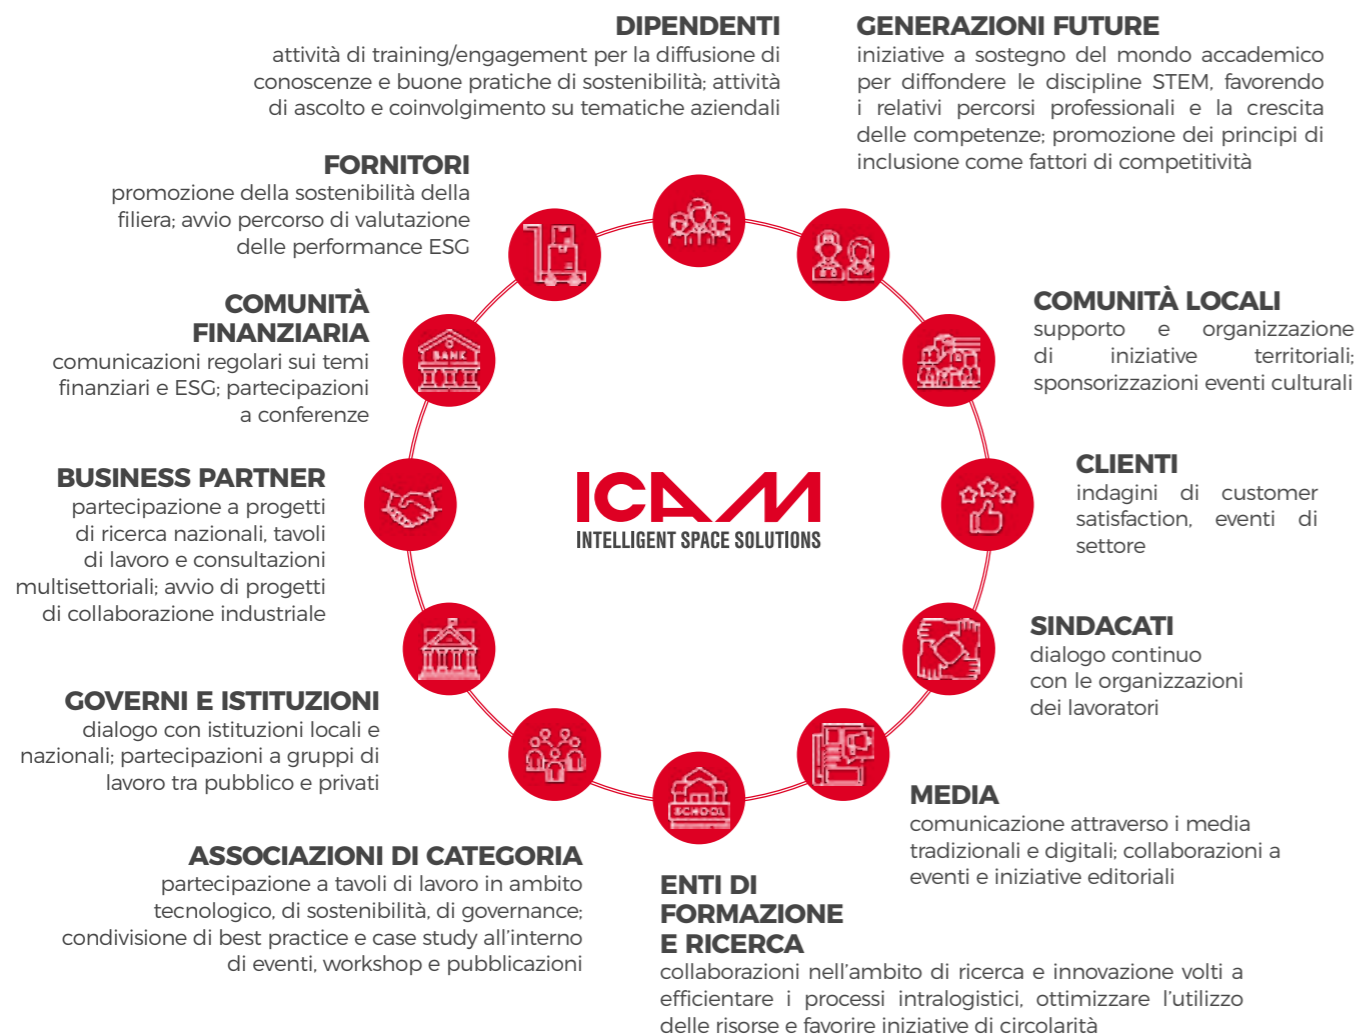 DIPENDENTI
attività di training/engagement per la diffusione di
conoscenze e buone pratiche di sostenibilità; attività
di ascolto e coinvolgimento su tematiche aziendali
GENERAZIONI FUTURE
iniziative a sostegno del mondo accademico
per diffondere le discipline STEM, favorendo
i relativi percorsi professionali e la crescita
delle competenze; promozione dei principi di
inclusione come fattori di competitività
FORNITORI
promozione della sostenibilità della
filiera; avvio percorso di valutazione
delle performance ESG
COMUNITÀ
FINANZIARIA
comunicazioni regolari sui temi
finanziari e ESG; partecipazioni
a conferenze
BANK
COMUNITÀ LOCALI
supporto e organizzazione
di iniziative territoriali;
sponsorizzazioni eventi culturali
BUSINESS PARTNER
partecipazione a progetti
di ricerca nazionali, tavoli
di lavoro e consultazioni
multisettoriali; avvio di progetti
di collaborazione industriale
ICAM
INTELLIGENT SPACE SOLUTIONS
CLIENTI
indagini di customer
satisfaction, eventi di
settore
SINDACATI
dialogo continuo
con le organizzazioni
dei lavoratori
GOVERNI E ISTITUZIONI
dialogo con istituzioni locali e
nazionali; partecipazioni a gruppi di
lavoro tra pubblico e privati
MEDIA
comunicazione attraverso i media
tradizionali e digitali; collaborazioni a
eventi e iniziative editoriali
SCHOOL
ASSOCIAZIONI DI CATEGORIA
partecipazione a tavoli di lavoro in ambito
tecnologico, di sostenibilità, di governance;
condivisione di best practice e case study all'interno
di eventi, workshop e pubblicazioni
ENTI DI
FORMAZIONE
E RICERCA
collaborazioni nell'ambito di ricerca e innovazione volti a
efficientare i processi intralogistici, ottimizzare l'utilizzo
delle risorse e favorire iniziative di circolarità